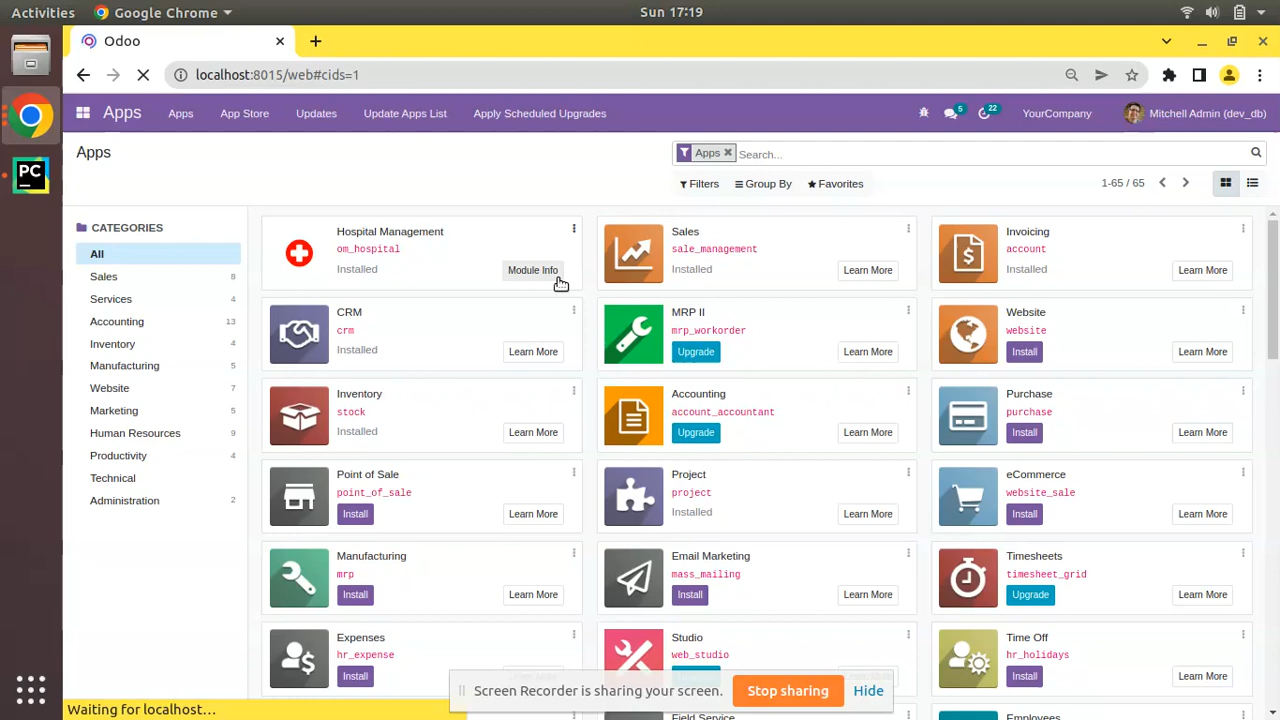 Activities Google Chrome Sun 17:19
Odoo
localhost:8015/web#cids=1
Apps Apps App Store Updates Update Apps List Apply Scheduled Upgrades 5 22 YourCompany Mitchell Admin (dev_db)
Apps
Apps Search...
Filters Group By Favorites 1-65 / 65
CATEGORIES
All
Sales 8
Services 4
Accounting 13
Inventory 4
Manufacturing 5
Website 7
Marketing 5
Human Resources 9
Productivity 4
Technical
Administration 2
Hospital Management
om_hospital
Installed Module Info
Sales
sale_management
Installed Learn More
Invoicing
account
Installed Learn More
CRM
crm
Installed Learn More
MRP II
mrp_workorder
Upgrade Learn More
Website
website
Install Learn More
Inventory
stock
Installed Learn More
Accounting
account_accountant
Upgrade Learn More
Purchase
purchase
Install Learn More
Point of Sale
point_of_sale
Install Learn More
Project
project
Installed Learn More
eCommerce
website_sale
Install Learn More
Manufacturing
mrp
Install Learn More
Email Marketing
mass_mailing
Install Learn More
Timesheets
timesheet_grid
Upgrade Learn More
Expenses
hr_expense
Install
Studio
web_studio
Time Off
hr_holidays
Install Learn More
Field Service
Employees
PC
Screen Recorder is sharing your screen. Stop sharing Hide
Waiting for localhost…